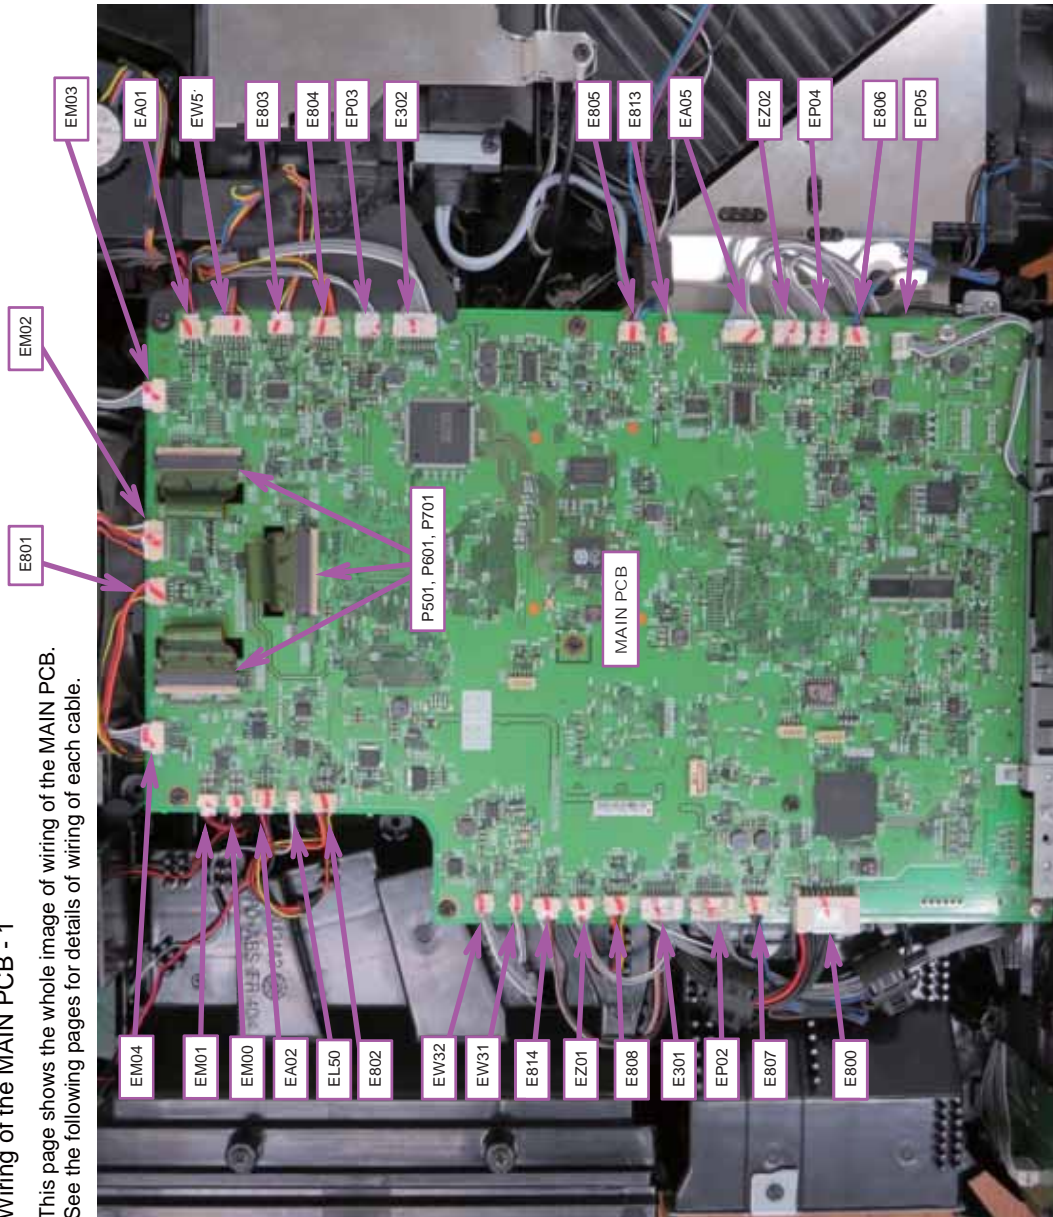 Wiring of the MAIN PCB - 1
This page shows the whole image of wiring of the MAIN PCB.
See the following pages for details of wiring of each cable.
EM04
E801
EM02
EM03
EA01
EW5
E803
E804
EP03
E302
E805
E813
EA05
EZ02
EP04
E806
EP05
P501, P601, P701
MAIN PCB
EM01
EM00
EA02
EL50
E802
EW32
EW31
E814
EZ01
E808
E301
EP02
E807
E800